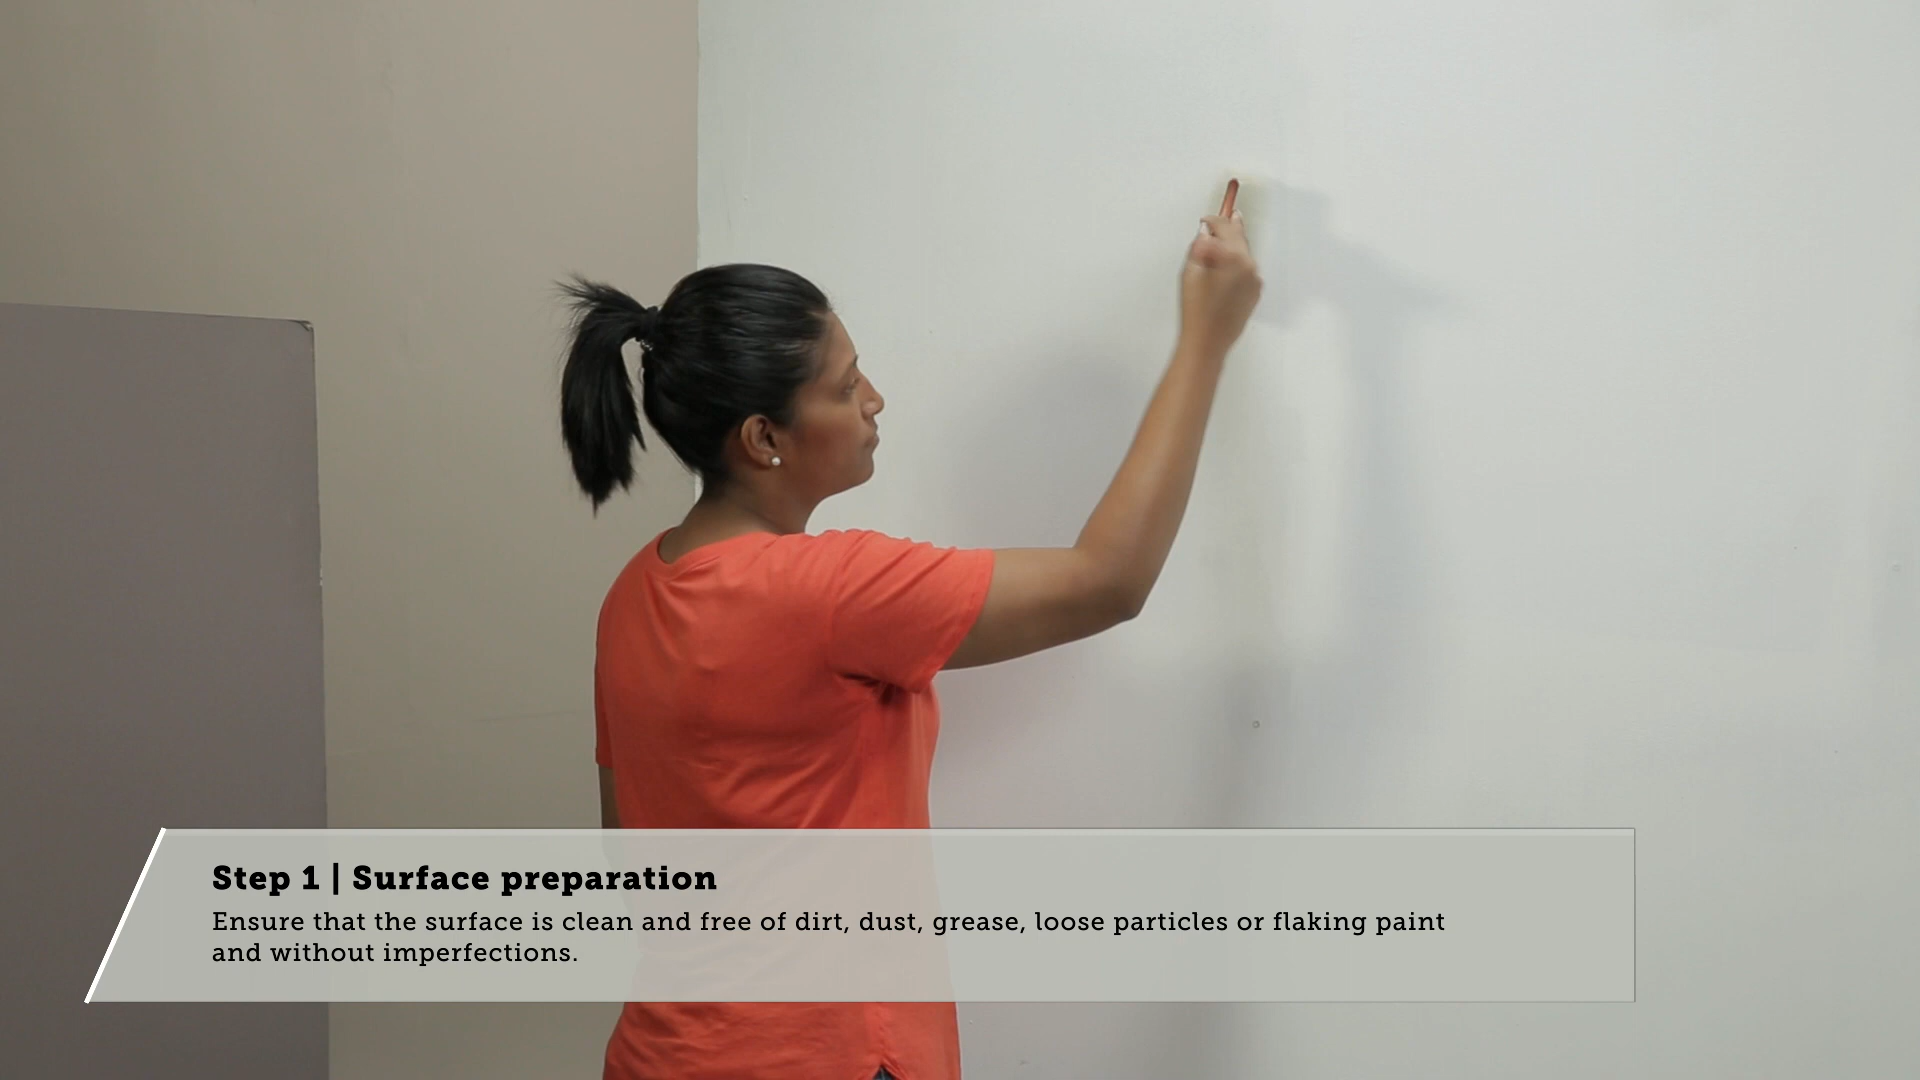 Step 1 | Surface preparation
Ensure that the surface is clean and free of dirt, dust, grease, loose particles or flaking paint
and without imperfections.